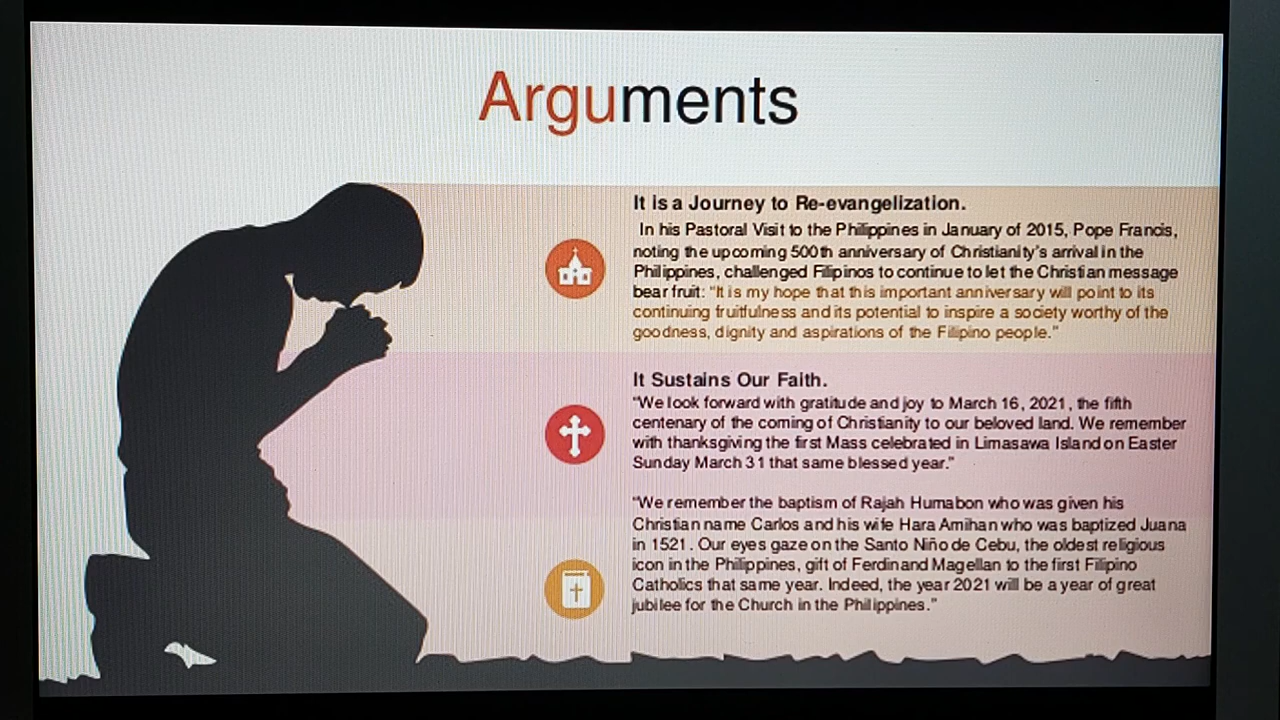 Arguments
It is a Journey to Re-evangelization.
In his Pastoral Visit to the Philippines in January of 2015, Pope Francis,
noting the upcoming 500th anniversary of Christianity's arrival in the
Philippines, challenged Filipinos to continue to let the Christian message
bear fruit: "It is my hope that this important anniversary will point to its
continuing fruitfulness and its potential to inspire a society worthy of the
goodness, dignity and aspirations of the Filipino people."
It Sustains Our Faith.
"We look forward with gratitude and joy to March 16, 2021, the fifth
centenary of the coming of Christianity to our beloved land. We remember
with thanksgiving the first Mass celebrated in Limasawa Island on Easter
Sunday March 31 that same blessed year."
"We remember the baptism of Rajah Humabon who was given his
Christian name Carlos and his wife Hara Amihan who was baptized Juana
in 1521. Our eyes gaze on the Santo Niño de Cebu, the oldest religious
icon in the Philippines, gift of Ferdinand Magellan to the first Filipino
Catholics that same year. Indeed, the year 2021 will be a year of great
jubilee for the Church in the Philippines."